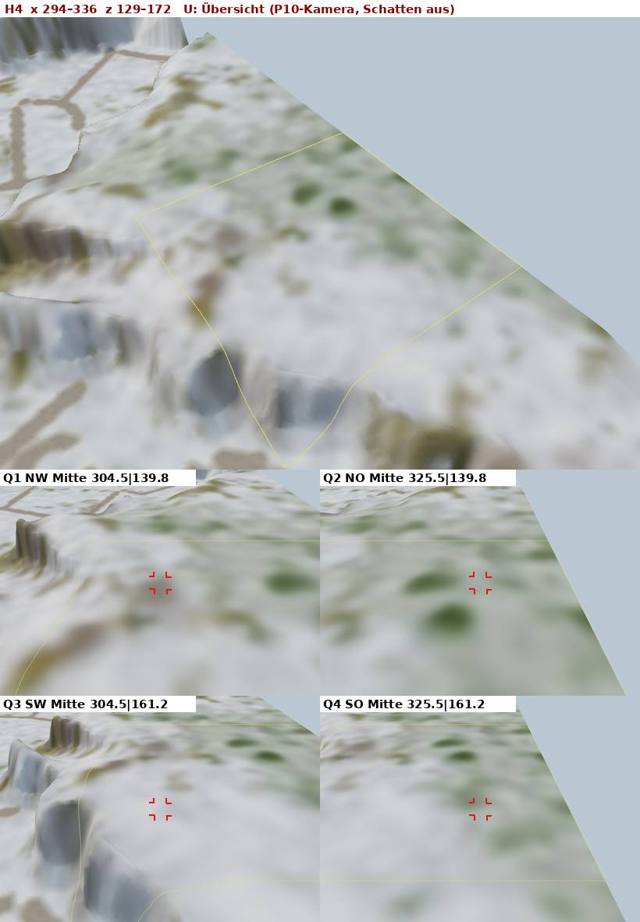 H4 x 294–336 z 129–172 U: Übersicht (P10-Kamera, Schatten aus)
Q1 NW Mitte 304.5|139.8
Q2 NO Mitte 325.5|139.8
Q3 SW Mitte 304.5|161.2
Q4 SO Mitte 325.5|161.2